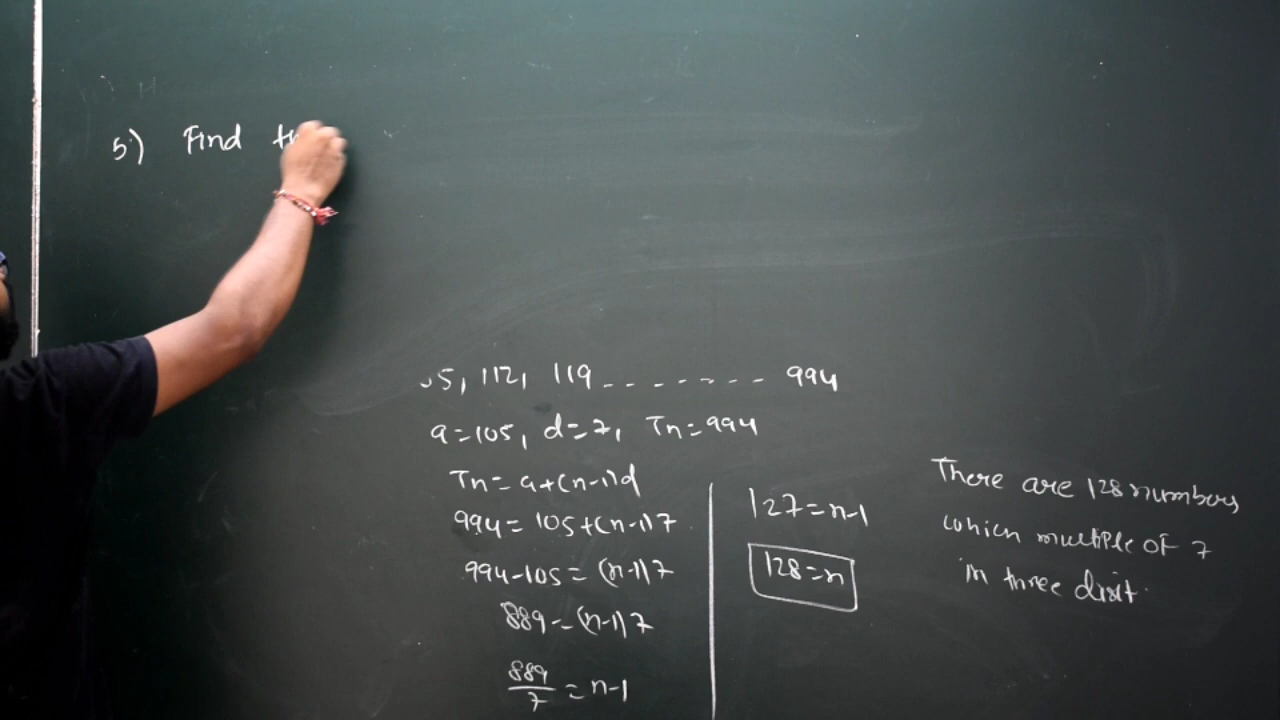 5) Find
5, 112, 119 - - - - - - - - 994
a=105, d=7, Tn=994
Tn=a+(n-1)d
994=105+(n-1)7
994-105=(n-1)7
889=(n-1)7
889/7=n-1
127=n-1
128=n
There are 128 numbers
which multiple of 7
in three digit.